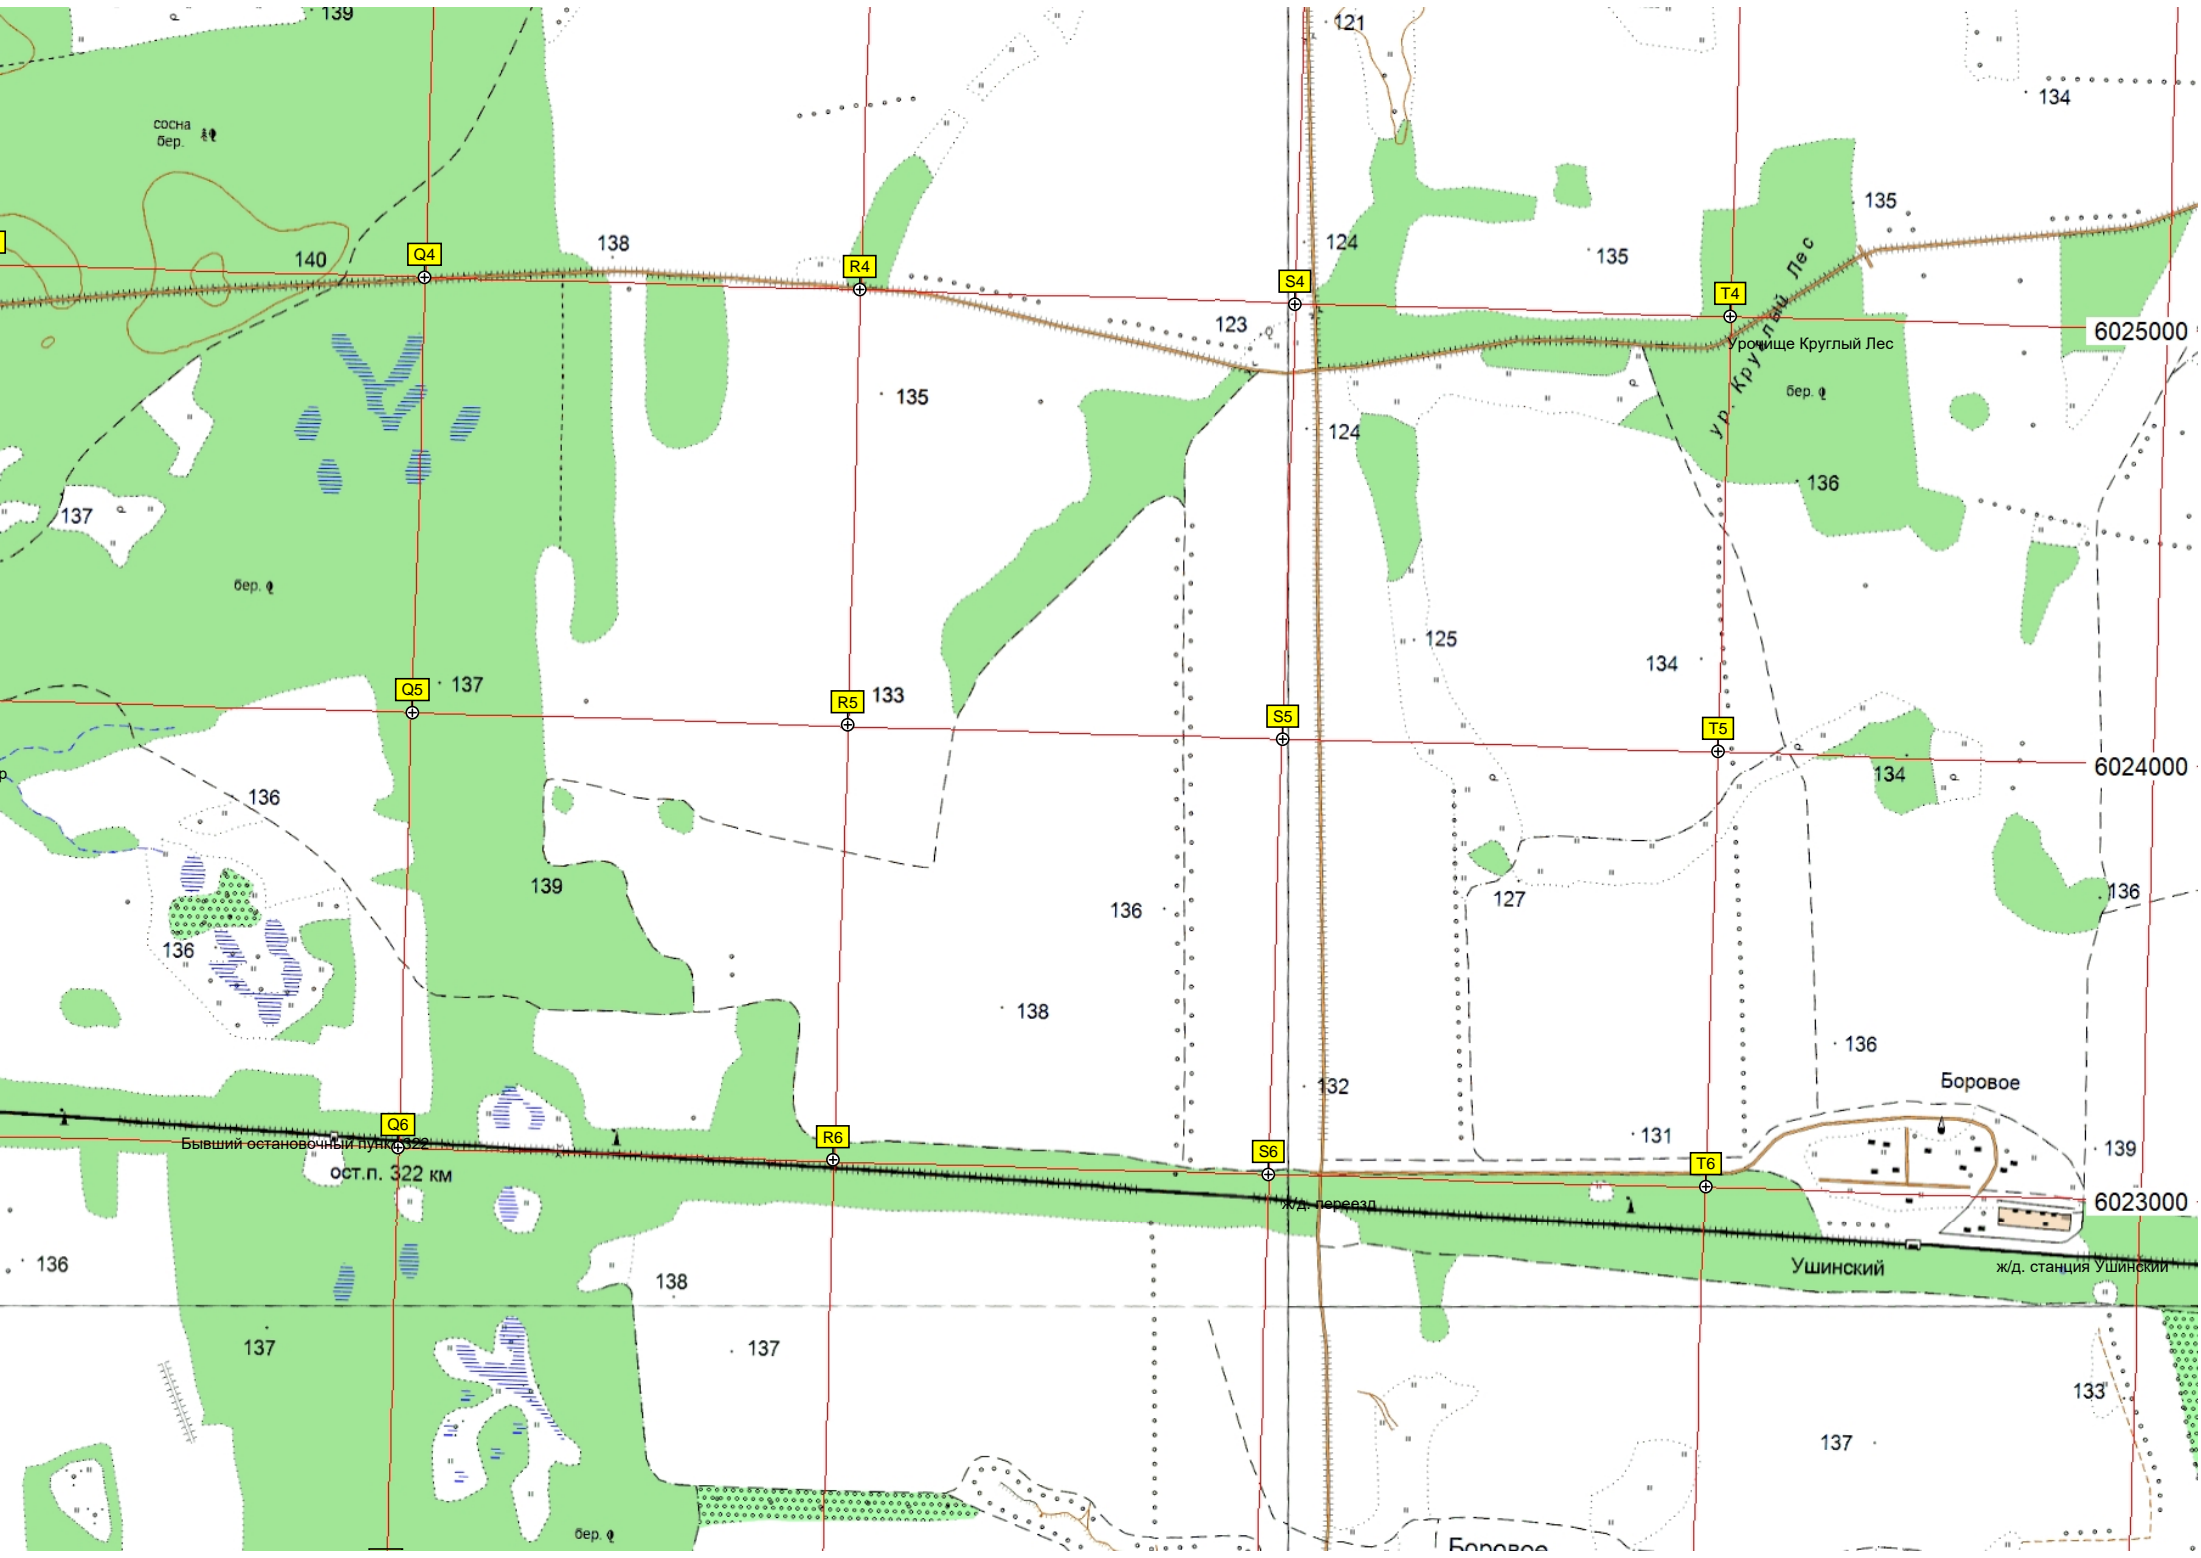 139
121
134
сосна
бер.
135
138
124
Q4
140
R4
135
S4
T4
123
6025000
Урочище Круглый Лес
ур. Круглый Лес
135
бер.
124
136
137
бер.
125
134
Q5
137
R5
133
S5
T5
6024000
134
р
136
139
127
136
136
136
138
136
132
Боровое
Q6
131
R6
Бывший остановочный пункт 322
139
S6
T6
ост.п. 322 км
6023000
ж/д. переезд
136
Ушинский
ж/д. станция Ушинский
138
137
137
133
137
бер.
Боровое